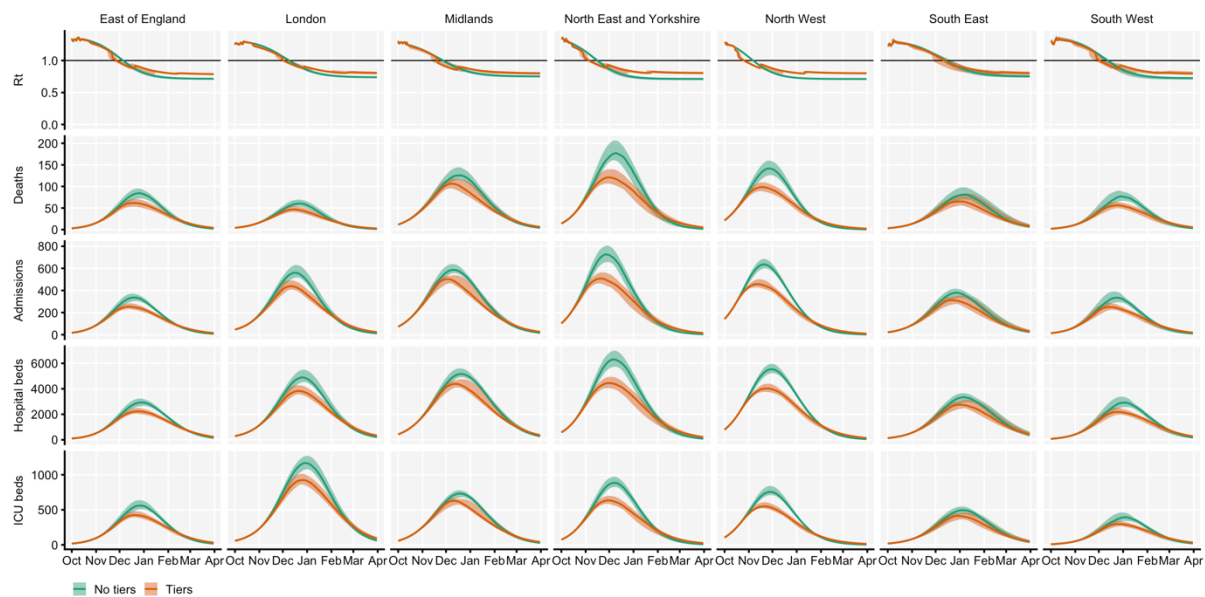 East of England London Midlands North East and Yorkshire North West South East South West
Rt
1.0
0.5
0.0
Deaths
200
150
100
50
0
Admissions
800
600
400
200
0
Hospital beds
6000
4000
2000
0
ICU beds
1000
500
0
Oct Nov Dec Jan Feb Mar Apr Oct Nov Dec Jan Feb Mar Apr Oct Nov Dec Jan Feb Mar Apr Oct Nov Dec Jan Feb Mar Apr Oct Nov Dec Jan Feb Mar Apr Oct Nov Dec Jan Feb Mar Apr Oct Nov Dec Jan Feb Mar Apr
No tiers Tiers